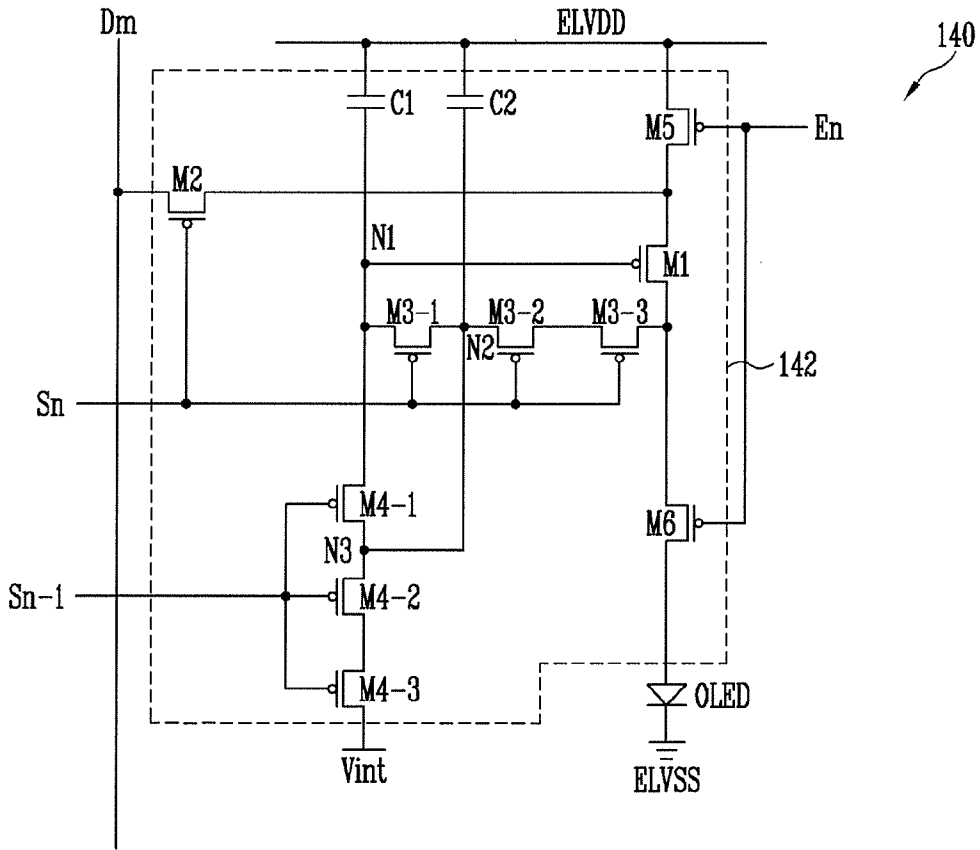 Dm
ELVDD
140
C1
C2
M5
En
M2
N1
M1
M3-1
M3-2
M3-3
N2
142
Sn
M4-1
M6
N3
Sn-1
M4-2
M4-3
OLED
Vint
ELVSS